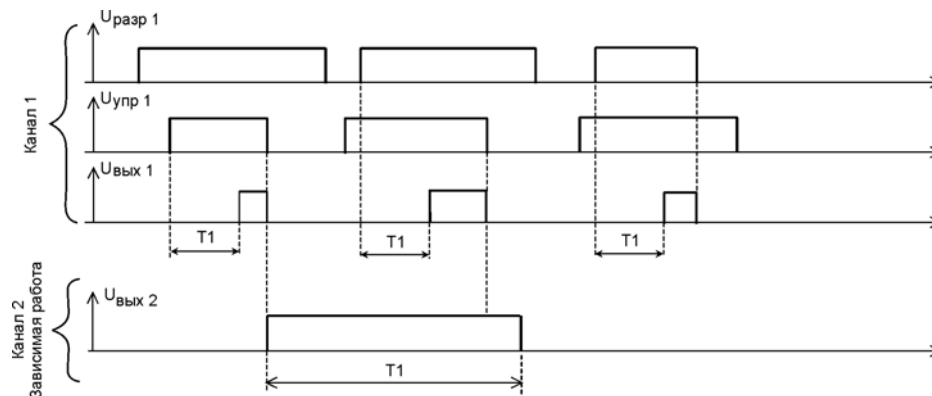 Канал 1
Uразр 1
Uупр 1
Uвых 1
T1
T1
T1
Канал 2
Зависимая работа
Uвых 2
T1